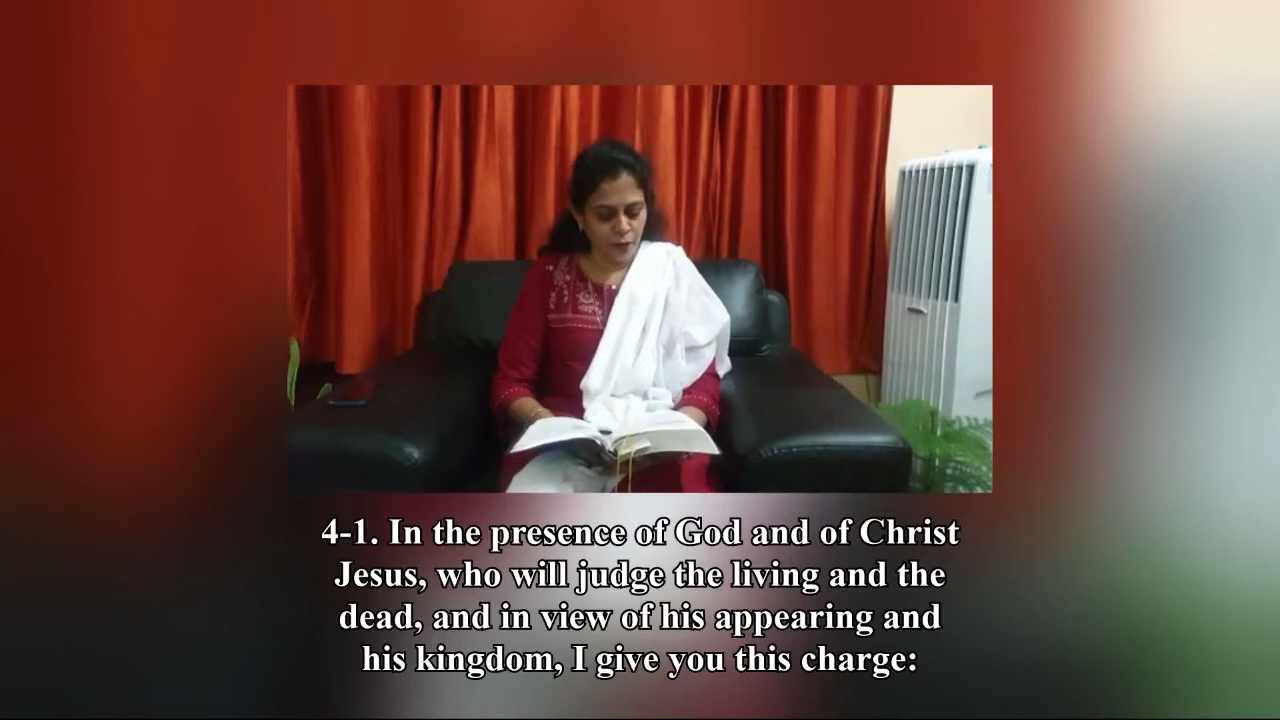 4-1. In the presence of God and of Christ
Jesus, who will judge the living and the
dead, and in view of his appearing and
his kingdom, I give you this charge: